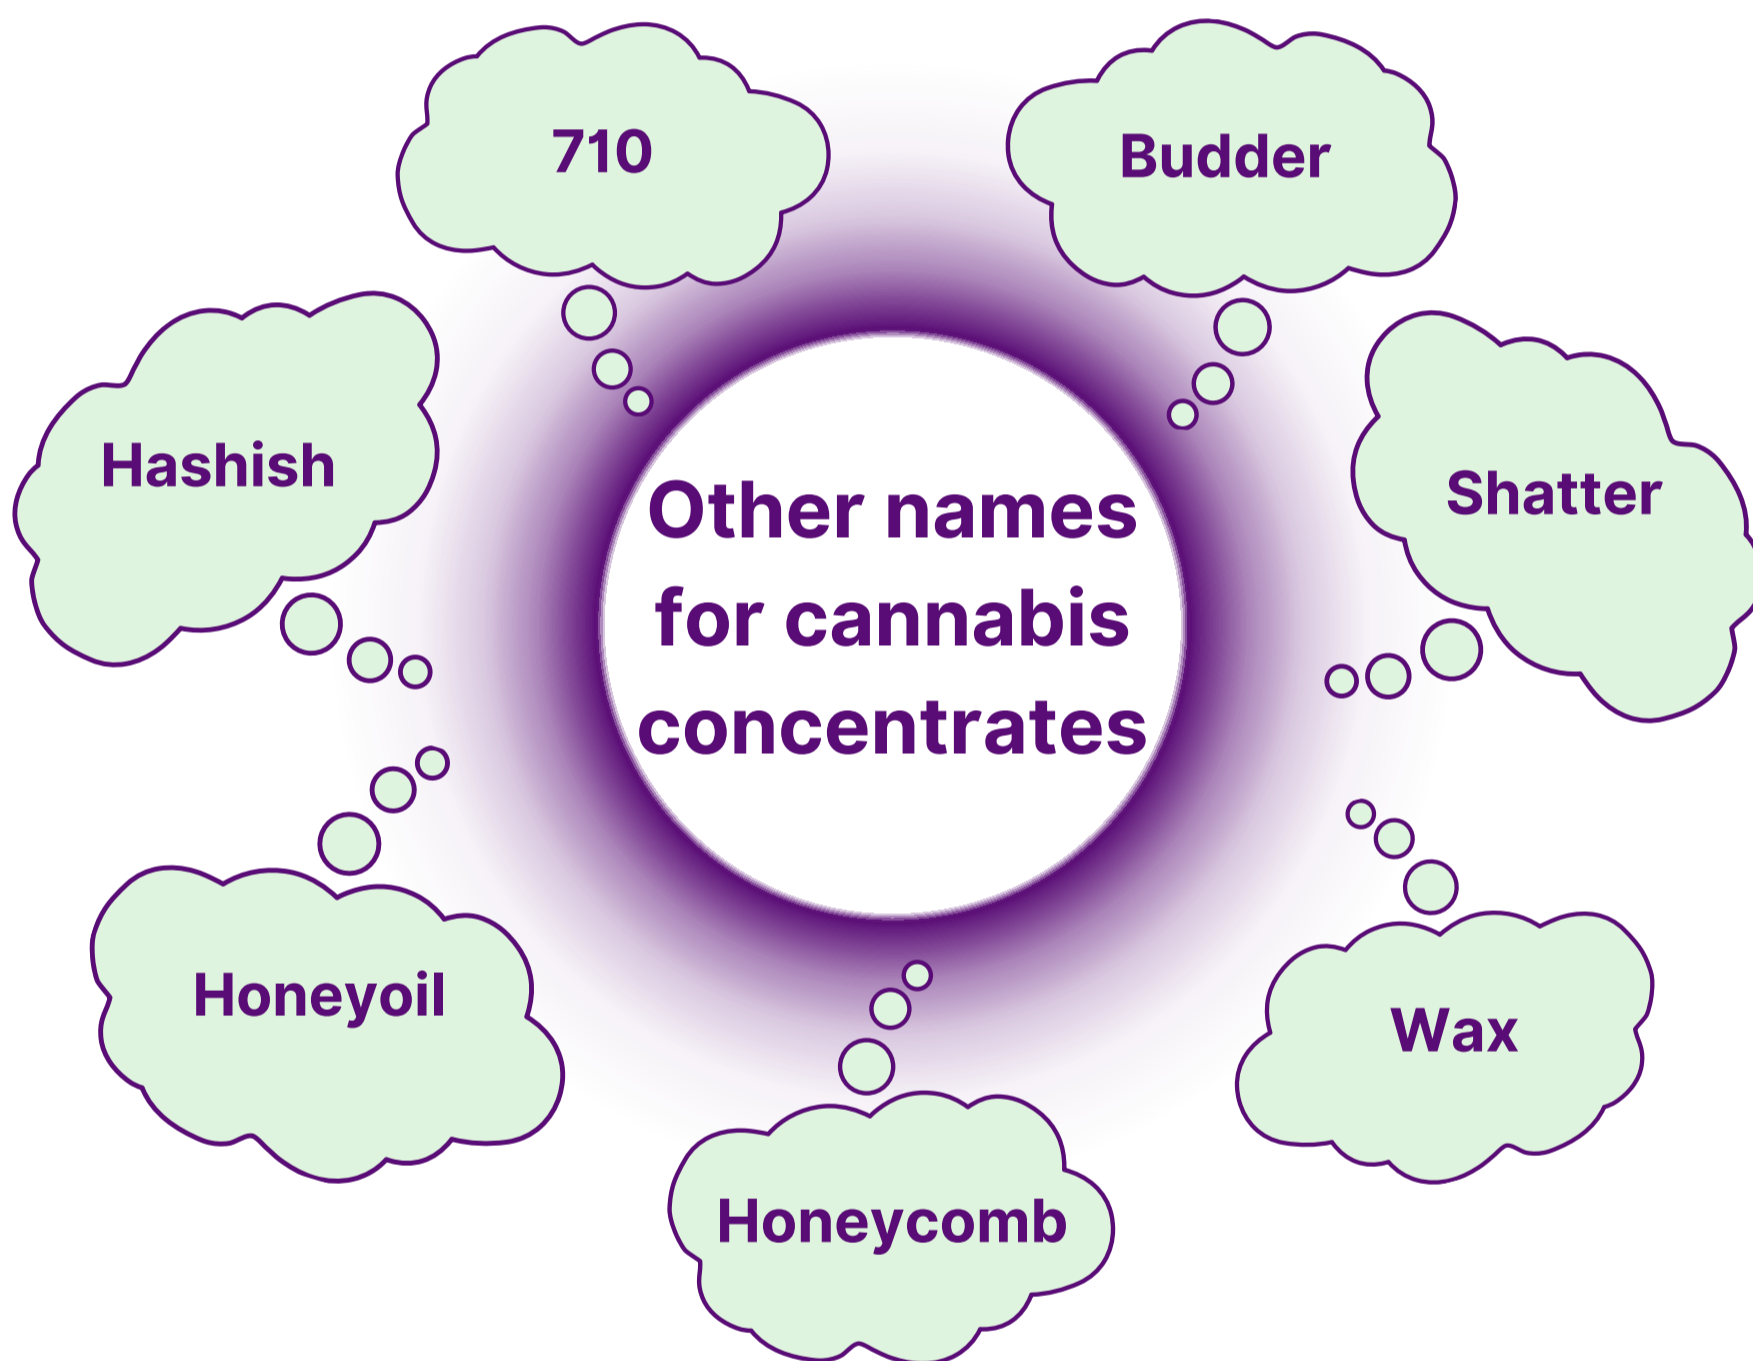 710
Budder
Hashish
Shatter
Other names
for cannabis
concentrates
Honeyoil
Wax
Honeycomb